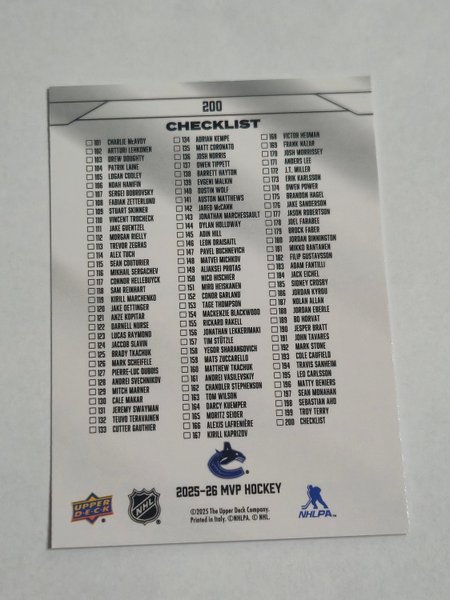 200
CHECKLIST
101 CHARLIE McAVOY
102 ARTTURI LEHKONEN
103 DREW DOUGHTY
104 PATRIK LAINE
105 LOGAN COOLEY
106 NOAH HANIFIN
107 SERGEI BOBROVSKY
108 FABIAN ZETTERLUND
109 STUART SKINNER
110 VINCENT TROCHECK
111 JAKE GUENTZEL
112 MORGAN RIELLY
113 TREVOR ZEGRAS
114 ALEX TUCH
115 SEAN COUTURIER
116 MIKHAIL SERGACHEV
117 CONNOR HELLEBUYCK
118 SAM REINHART
119 KIRILL MARCHENKO
120 JAKE OETTINGER
121 ANZE KOPITAR
122 DARNELL NURSE
123 LUCAS RAYMOND
124 JACCOB SLAVIN
125 BRADY TKACHUK
126 MARK SCHEIFELE
127 PIERRE-LUC DUBOIS
128 ANDREI SVECHNIKOV
129 MITCH MARNER
130 CALE MAKAR
131 JEREMY SWAYMAN
132 TEUVO TERAVAINEN
133 CUTTER GAUTHIER
134 ADRIAN KEMPE
135 MATT CORONATO
136 JOSH NORRIS
137 OWEN TIPPETT
138 BARRETT HAYTON
139 EVGENI MALKIN
140 DUSTIN WOLF
141 AUSTON MATTHEWS
142 JARED McCANN
143 JONATHAN MARCHESSAULT
144 DYLAN HOLLOWAY
145 ADIN HILL
146 LEON DRAISAITL
147 PAVEL BUCHNEVICH
148 MATVEI MICHKOV
149 ALIAKSEI PROTAS
150 NICO HISCHIER
151 MIRO HEISKANEN
152 CONOR GARLAND
153 TAGE THOMPSON
154 MACKENZIE BLACKWOOD
155 RICKARD RAKELL
156 JONATHAN LEKKERIMAKI
157 TIM STÜTZLE
158 YEGOR SHARANGOVICH
159 MATS ZUCCARELLO
160 MATTHEW TKACHUK
161 ANDREI VASILEVSKIY
162 CHANDLER STEPHENSON
163 TOM WILSON
164 DARCY KUEMPER
165 MORITZ SEIDER
166 ALEXIS LAFRENIÈRE
167 KIRILL KAPRIZOV
168 VICTOR HEDMAN
169 FRANK NAZAR
170 JOSH MORRISSEY
171 ANDERS LEE
172 J.T. MILLER
173 ERIK KARLSSON
174 OWEN POWER
175 BRANDON HAGEL
176 JAKE SANDERSON
177 JASON ROBERTSON
178 JOEL FARABEE
179 BROCK FABER
180 JORDAN BINNINGTON
181 MIKKO RANTANEN
182 FILIP GUSTAVSSON
183 ADAM FANTILLI
184 JACK EICHEL
185 SIDNEY CROSBY
186 JORDAN KYROU
187 NOLAN ALLAN
188 JORDAN EBERLE
189 BO HORVAT
190 JESPER BRATT
191 JOHN TAVARES
192 MARK STONE
193 COLE CAUFIELD
194 TRAVIS SANHEIM
195 LEO CARLSSON
196 MATTY BENIERS
197 SEAN MONAHAN
198 SEBASTIAN AHO
199 TROY TERRY
200 CHECKLIST
2025-26 MVP HOCKEY
UPPER DECK
NHL
NHLPA
©2025 The Upper Deck Company.
Printed in Italy. ©NHLPA. © NHL.